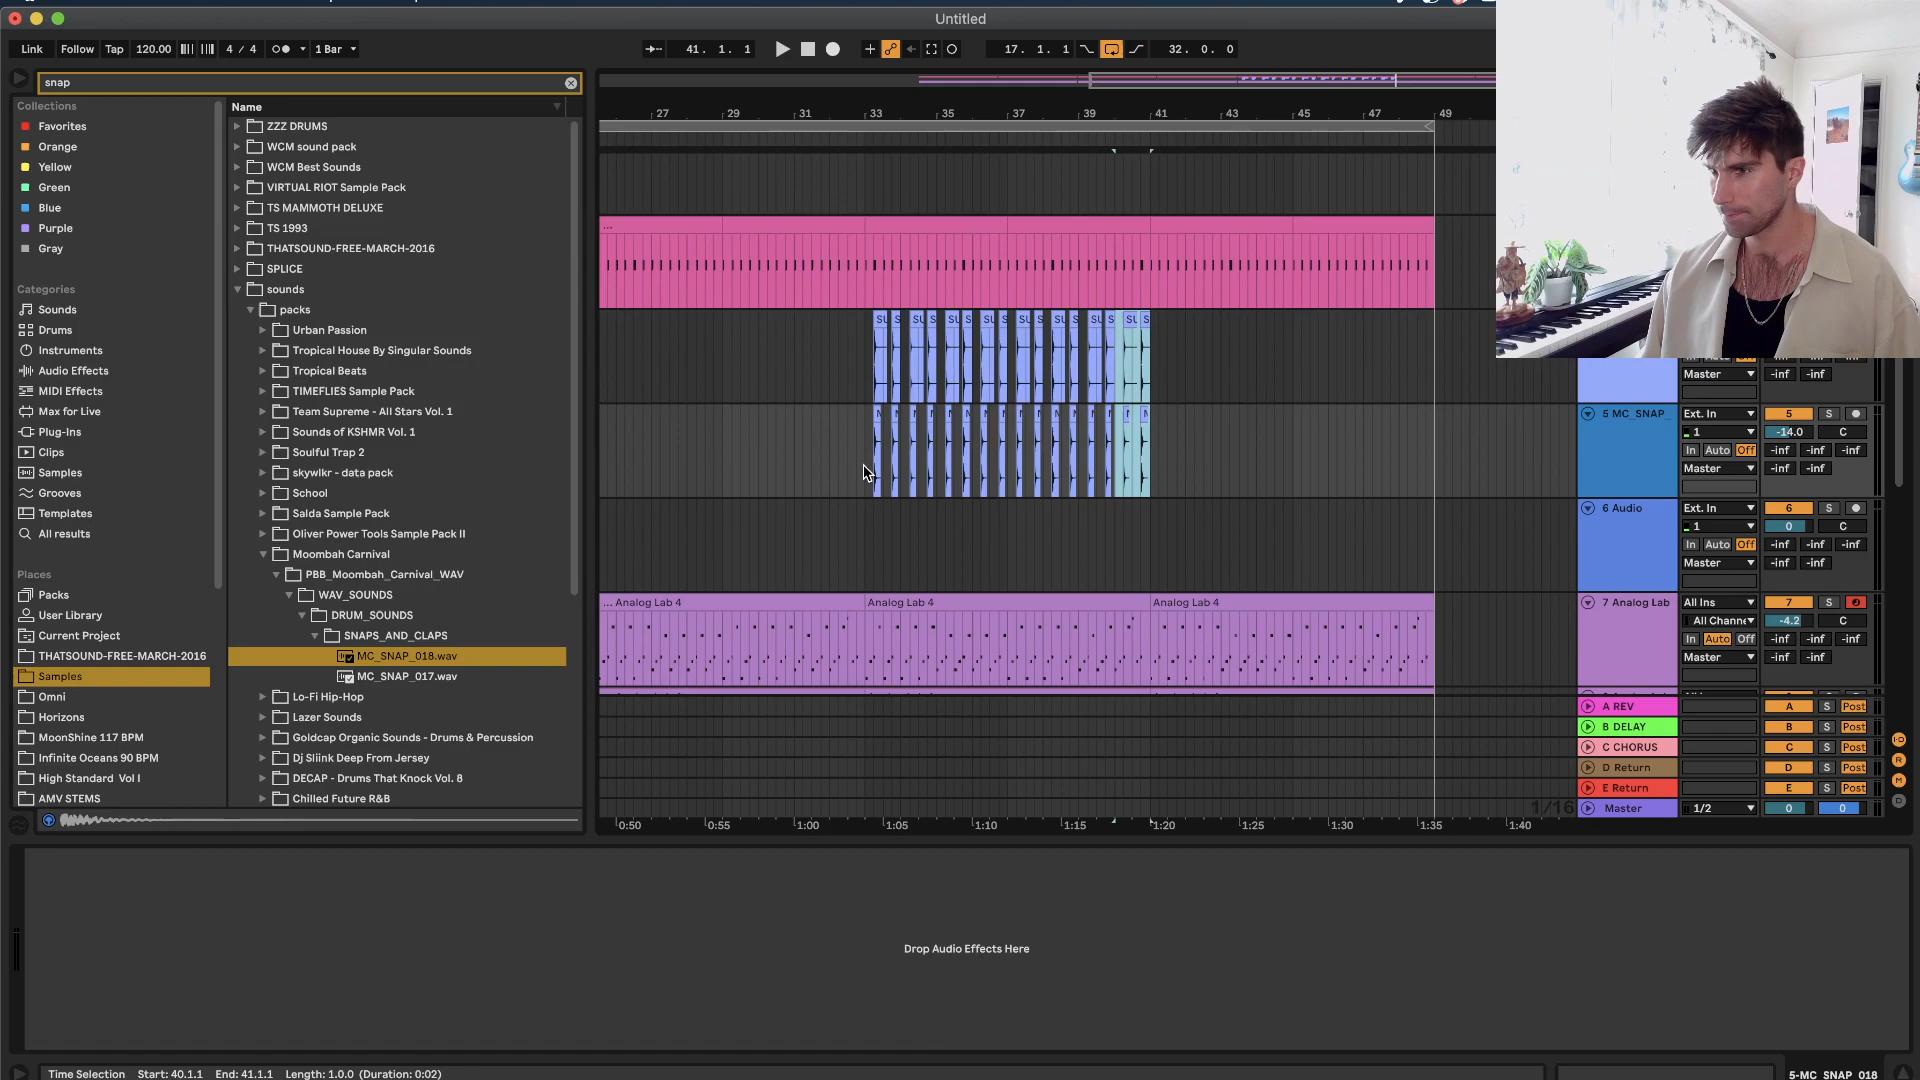 Untitled
Link Follow Tap 120.00 4 / 4 1 Bar 41. 1. 1 17. 1. 1 32. 0. 0
snap
Collections
Favorites
Orange
Yellow
Green
Blue
Purple
Gray
Categories
Sounds
Drums
Instruments
Audio Effects
MIDI Effects
Max for Live
Plug-Ins
Clips
Samples
Grooves
Templates
All results
Places
Packs
User Library
Current Project
THATSOUND-FREE-MARCH-2016
Samples
Omni
Horizons
MoonShine 117 BPM
Infinite Oceans 90 BPM
High Standard Vol I
AMV STEMS
Name
ZZZ DRUMS
WCM sound pack
WCM Best Sounds
VIRTUAL RIOT Sample Pack
TS MAMMOTH DELUXE
TS 1993
THATSOUND-FREE-MARCH-2016
SPLICE
sounds
packs
Urban Passion
Tropical House By Singular Sounds
Tropical Beats
TIMEFLIES Sample Pack
Team Supreme - All Stars Vol. 1
Sounds of KSHMR Vol. 1
Soulful Trap 2
skywlkr - data pack
School
Salda Sample Pack
Oliver Power Tools Sample Pack II
Moombah Carnival
PBB_Moombah_Carnival_WAV
WAV_SOUNDS
DRUM_SOUNDS
SNAPS_AND_CLAPS
MC_SNAP_018.wav
MC_SNAP_017.wav
Lo-Fi Hip-Hop
Lazer Sounds
Goldcap Organic Sounds - Drums & Percussion
Dj Sliink Deep From Jersey
DECAP - Drums That Knock Vol. 8
Chilled Future R&B
27 29 31 33 35 37 39 41 43 45 47 49
...
... Analog Lab 4 Analog Lab 4 Analog Lab 4
1/16
0:50 0:55 1:00 1:05 1:10 1:15 1:20 1:25 1:30 1:35 1:40
Master -inf -inf
5 MC_SNAP_ Ext. In 5 S
1 -14.0 C
In Auto Off -inf -inf -inf
Master -inf -inf
6 Audio Ext. In 6 S
1 0 C
In Auto Off -inf -inf -inf
Master -inf -inf
7 Analog Lab All Ins 7 S
All Channe -4.2 C
In Auto Off -inf -inf -inf
Master -inf -inf
A REV A S Post
B DELAY B S Post
C CHORUS C S Post
D Return D S Post
E Return E S Post
Master 1/2 0 0
I-O
R
M
D
Drop Audio Effects Here
Time Selection Start: 40.1.1 End: 41.1.1 Length: 1.0.0 (Duration: 0:02)
5-MC_SNAP_018